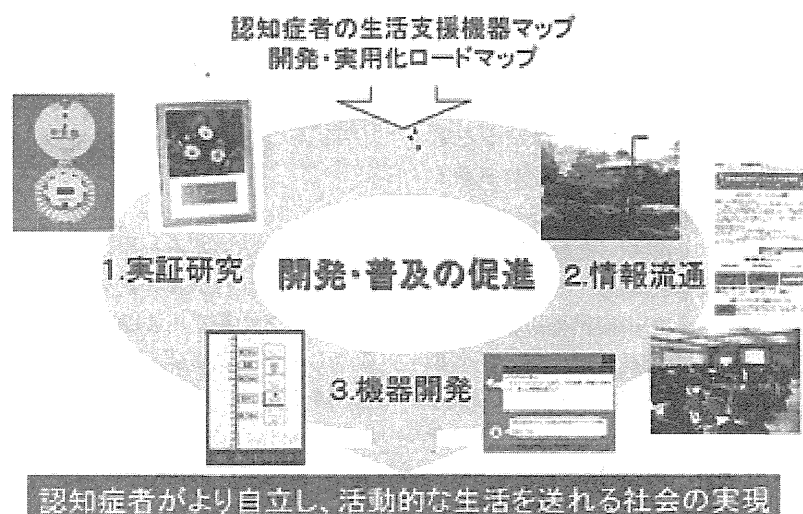 認知症者の生活支援機器マップ
開発・実用化ロードマップ
1.実証研究
開発・普及の促進
2.情報流通
3.機器開発
認知症者がより自立し、活動的な生活を送れる社会の実現